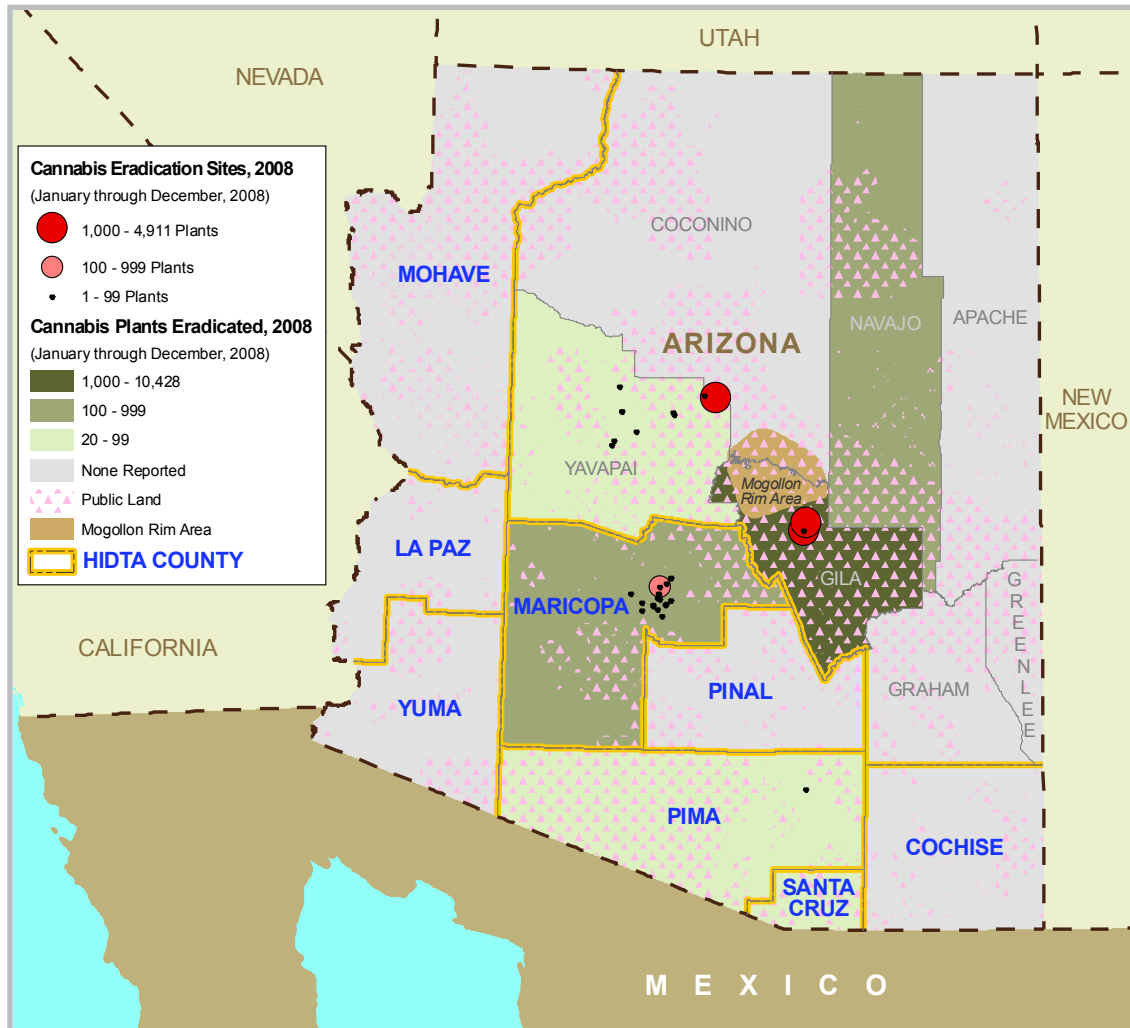 UTAH
NEVADA
Cannabis Eradication Sites, 2008
(January through December, 2008)
1,000 - 4,911 Plants
100 - 999 Plants
1 - 99 Plants
Cannabis Plants Eradicated, 2008
(January through December, 2008)
1,000 - 10,428
100 - 999
20 - 99
None Reported
Public Land
Mogollon Rim Area
HIDTA COUNTY
COCONINO
MOHAVE
NAVAJO
APACHE
ARIZONA
NEW
MEXICO
YAVAPAI
Mogollon
Rim Area
LA PAZ
GILA
GREENLEE
MARICOPA
CALIFORNIA
YUMA
PINAL
GRAHAM
PIMA
COCHISE
SANTA
CRUZ
MEXICO